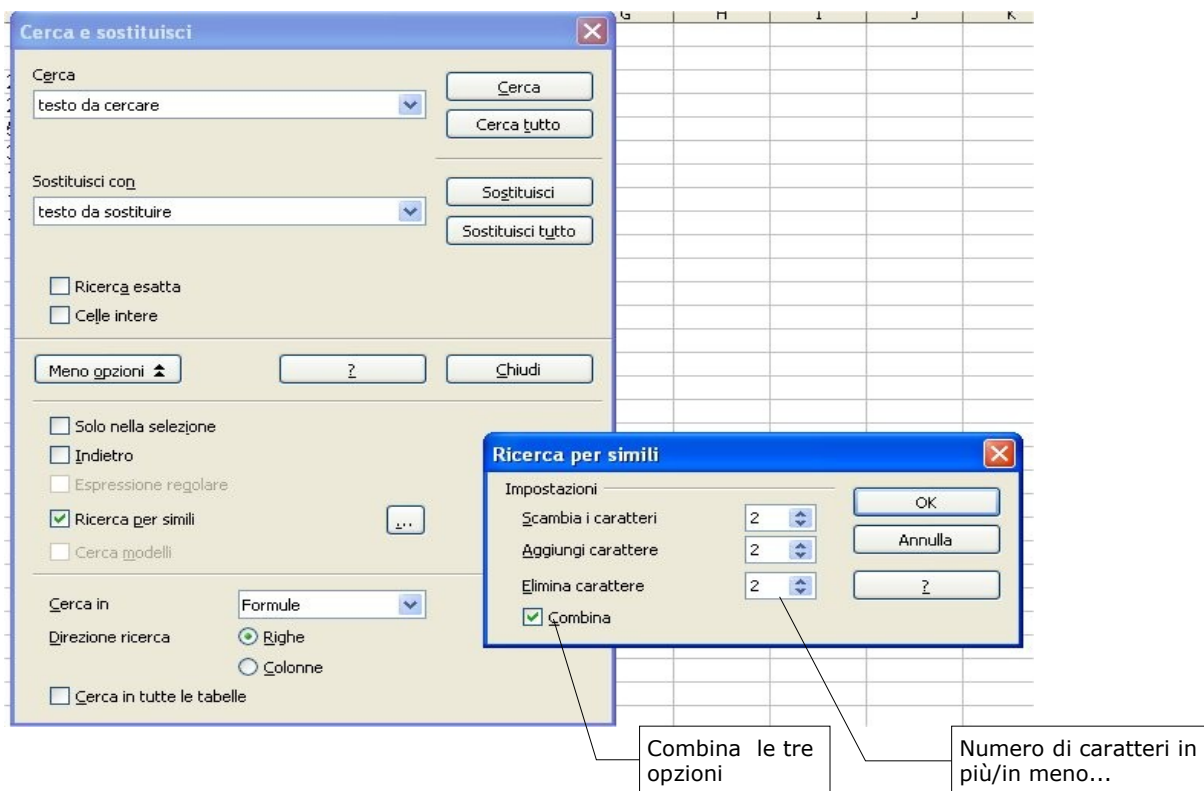 G H I J K
Cerca e sostituisci
Cerca
testo da cercare
Cerca
Cerca tutto
Sostituisci con
testo da sostituire
Sostituisci
Sostituisci tutto
Ricerca esatta
Celle intere
Meno opzioni
?
Chiudi
Solo nella selezione
Indietro
Espressione regolare
Ricerca per simili
...
Cerca modelli
Cerca in
Formule
Direzione ricerca
Righe
Colonne
Cerca in tutte le tabelle
Ricerca per simili
Impostazioni
Scambia i caratteri
2
Aggiungi carattere
2
Elimina carattere
2
Combina
OK
Annulla
?
Combina le tre
opzioni
Numero di caratteri in
più/in meno...